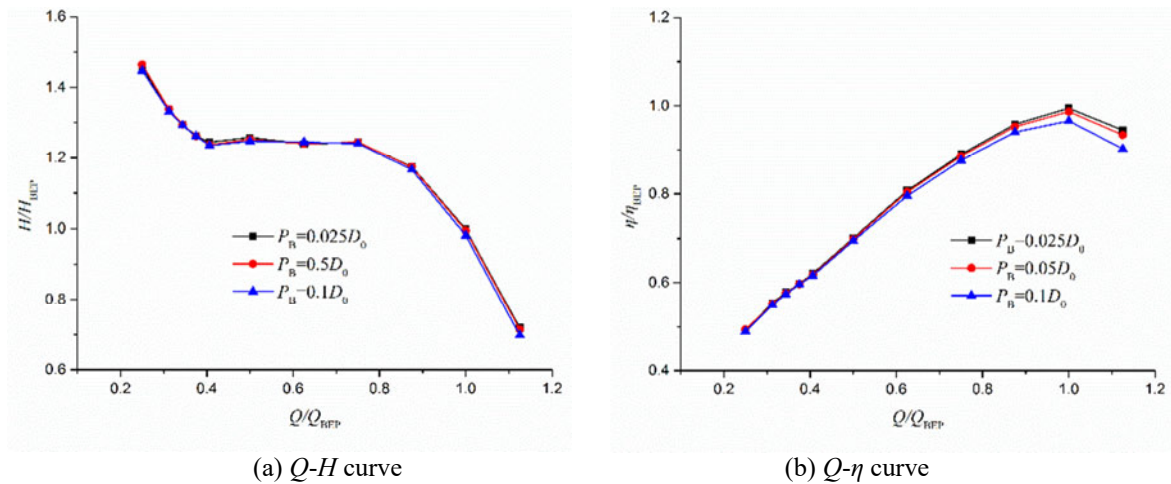 1.6
1.4
1.2
1.0
0.8
0.6
0.2 0.4 0.6 0.8 1.0 1.2
H/H_BEP
Q/Q_BEP
P_B=0.025D_0
P_B=0.5D_0
P_B=0.1D_0
(a) Q-H curve
1.2
1.0
0.8
0.6
0.4
0.2 0.4 0.6 0.8 1.0 1.2
η/η_BEP
Q/Q_BEP
P_B=0.025D_0
P_B=0.05D_0
P_B=0.1D_0
(b) Q-η curve